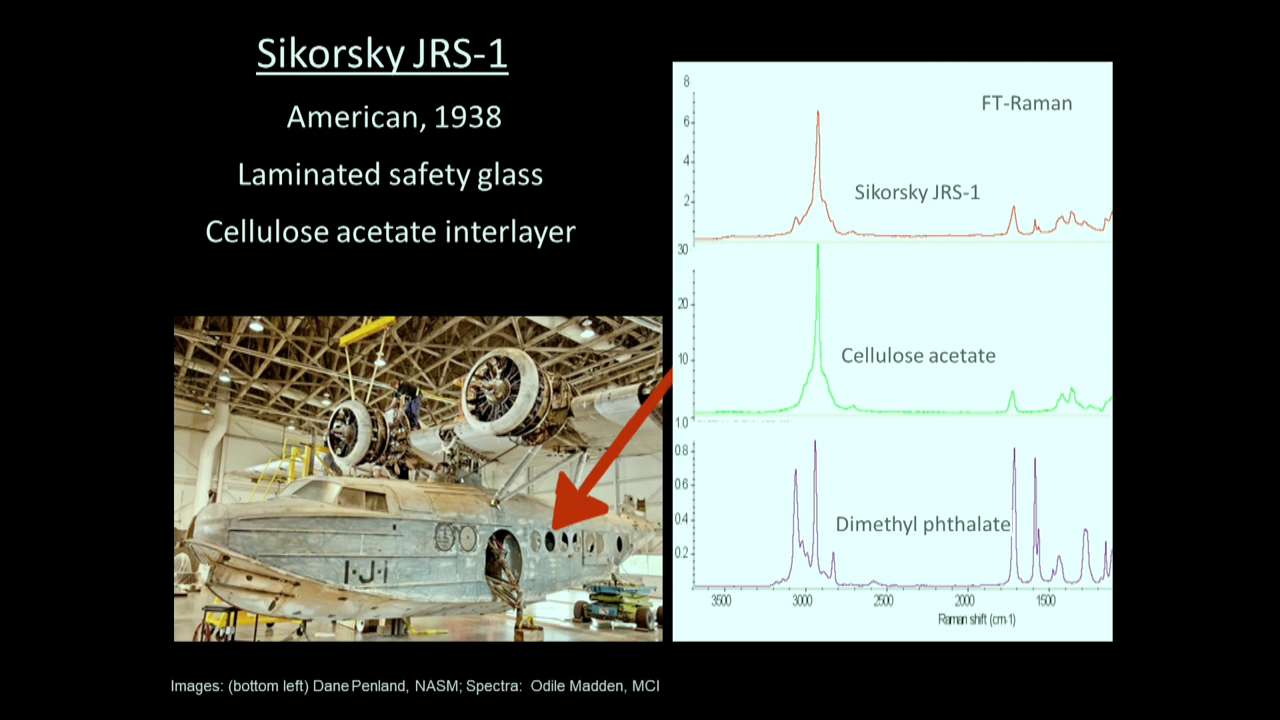 Sikorsky JRS-1
American, 1938
Laminated safety glass
Cellulose acetate interlayer
1-J-1
Images: (bottom left) Dane Penland, NASM; Spectra: Odile Madden, MCI
FT-Raman
8
6
4
2
Sikorsky JRS-1
30
20
10
Cellulose acetate
1.0
0.8
0.6
0.4
0.2
Dimethyl phthalate
3500 3000 2500 2000 1500
Raman shift (cm-1)